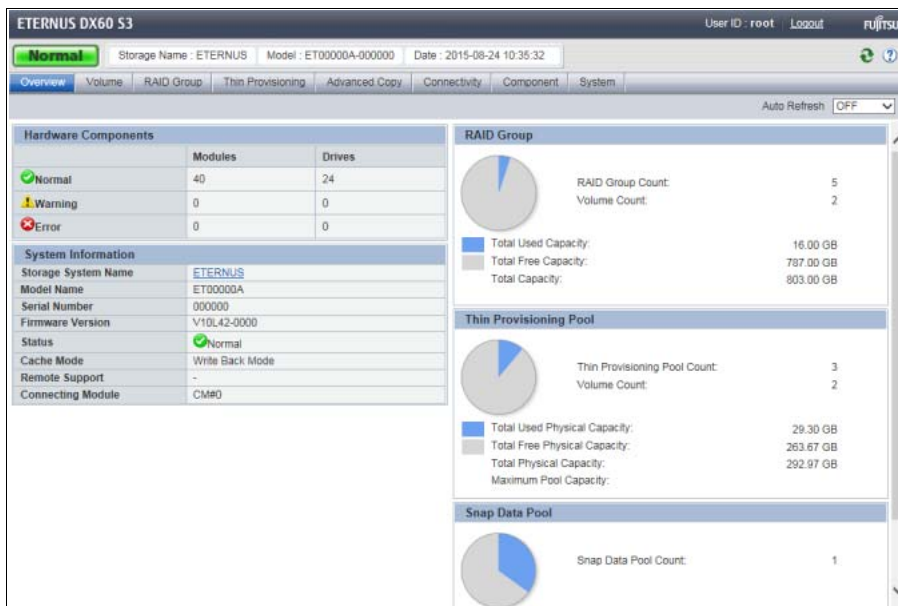 ETERNUS DX60 S3
User ID : root Logout FUJITSU
Normal Storage Name : ETERNUS Model : ET00000A-000000 Date : 2015-08-24 10:35:32
Overview Volume RAID Group Thin Provisioning Advanced Copy Connectivity Component System
Auto Refresh OFF
Hardware Components
Modules Drives
Normal 40 24
Warning 0 0
Error 0 0
System Information
Storage System Name ETERNUS
Model Name ET00000A
Serial Number 000000
Firmware Version V10L42-0000
Status Normal
Cache Mode Write Back Mode
Remote Support -
Connecting Module CM#0
RAID Group
RAID Group Count: 5
Volume Count: 2
Total Used Capacity: 16.00 GB
Total Free Capacity: 787.00 GB
Total Capacity: 803.00 GB
Thin Provisioning Pool
Thin Provisioning Pool Count: 3
Volume Count: 2
Total Used Physical Capacity: 29.30 GB
Total Free Physical Capacity: 263.67 GB
Total Physical Capacity: 292.97 GB
Maximum Pool Capacity:
Snap Data Pool
Snap Data Pool Count: 1